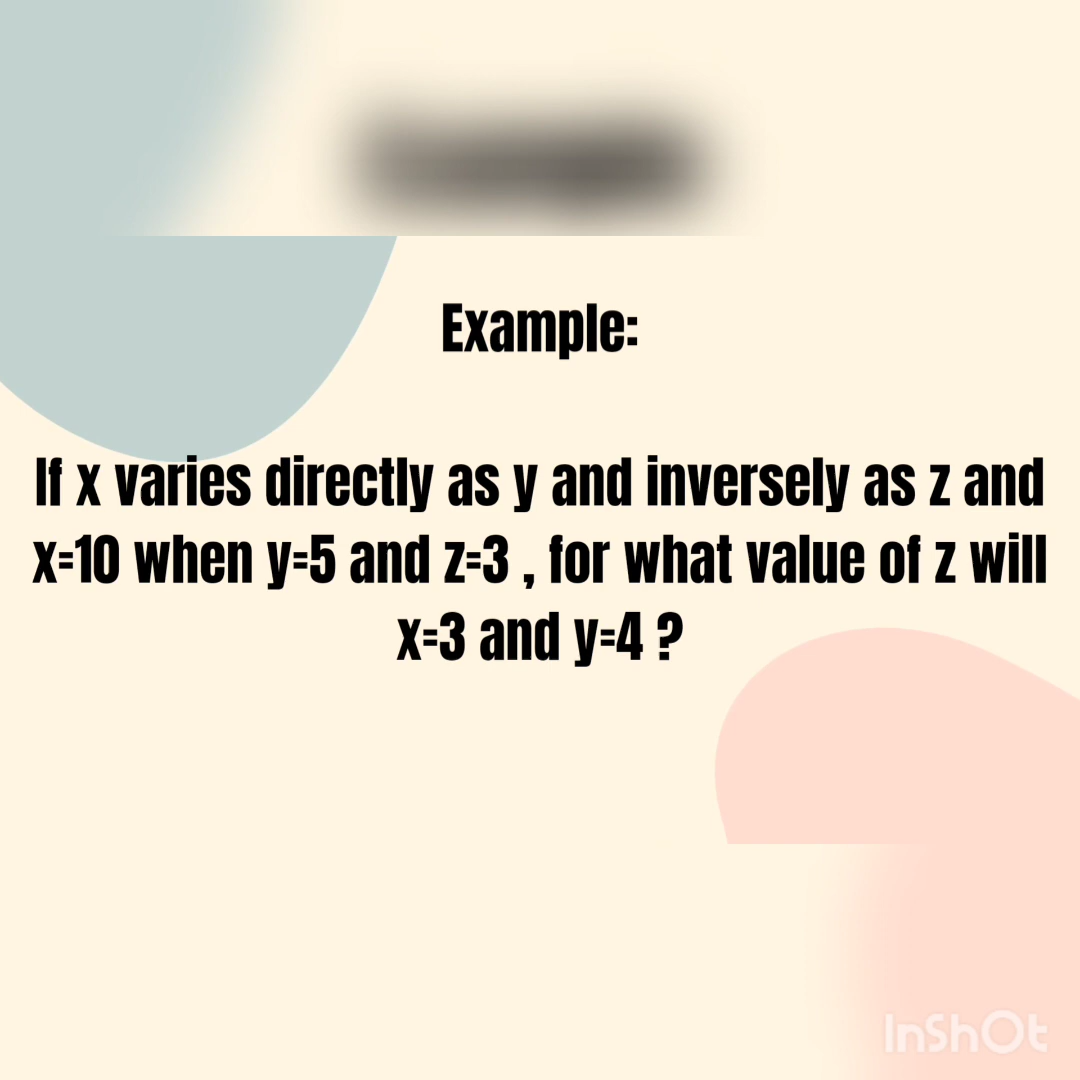 Example:
If x varies directly as y and inversely as z and
x=10 when y=5 and z=3 , for what value of z will
x=3 and y=4 ?
InShOt